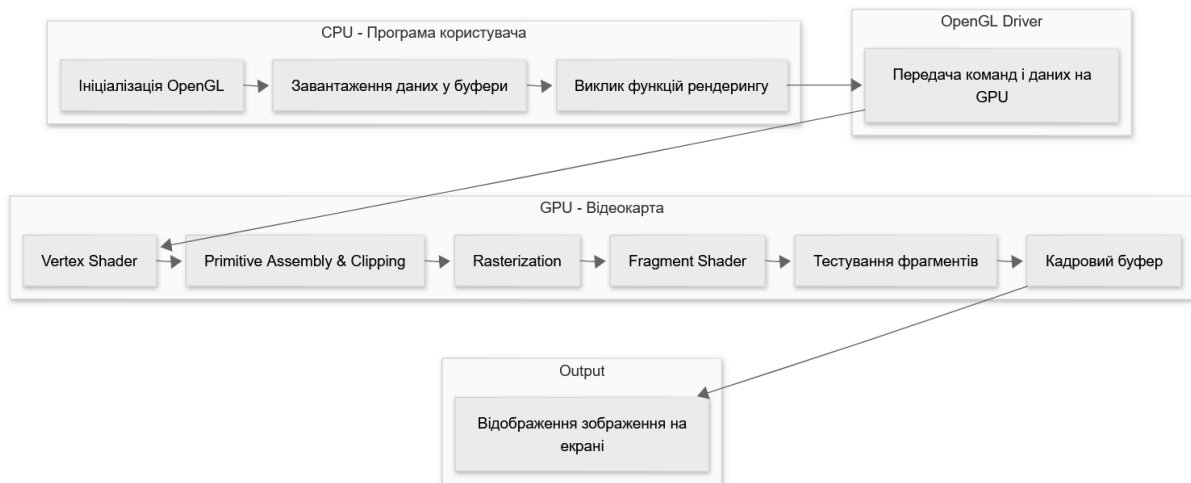 CPU - Програма користувача
Ініціалізація OpenGL
Завантаження даних у буфери
Виклик функцій рендерингу
OpenGL Driver
Передача команд і даних на
GPU
GPU - Відеокарта
Vertex Shader
Primitive Assembly & Clipping
Rasterization
Fragment Shader
Тестування фрагментів
Кадровий буфер
Output
Відображення зображення на
екрані